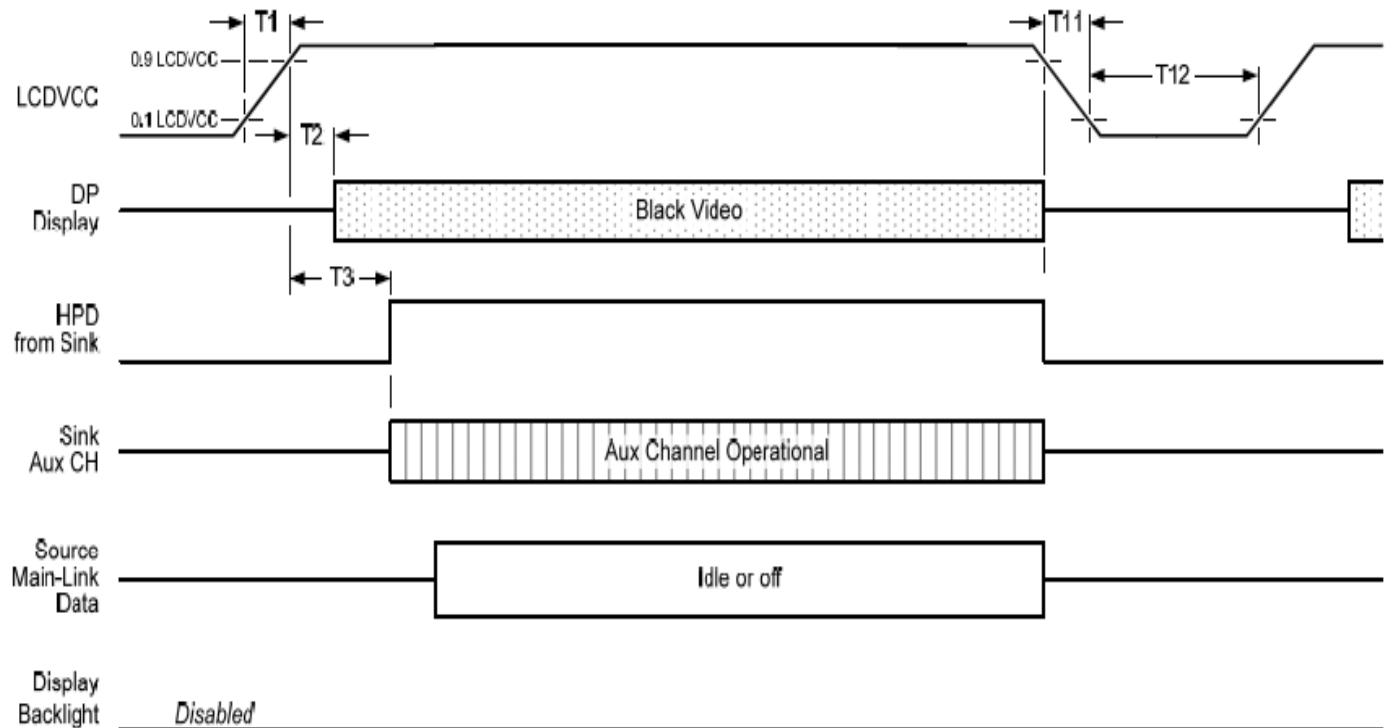 T1
T11
0.9 LCDVCC
T12
LCDVCC
0.1 LCDVCC
T2
DP
Display
Black Video
T3
HPD
from Sink
Sink
Aux CH
Aux Channel Operational
Source
Main-Link
Data
Idle or off
Display
Backlight
Disabled